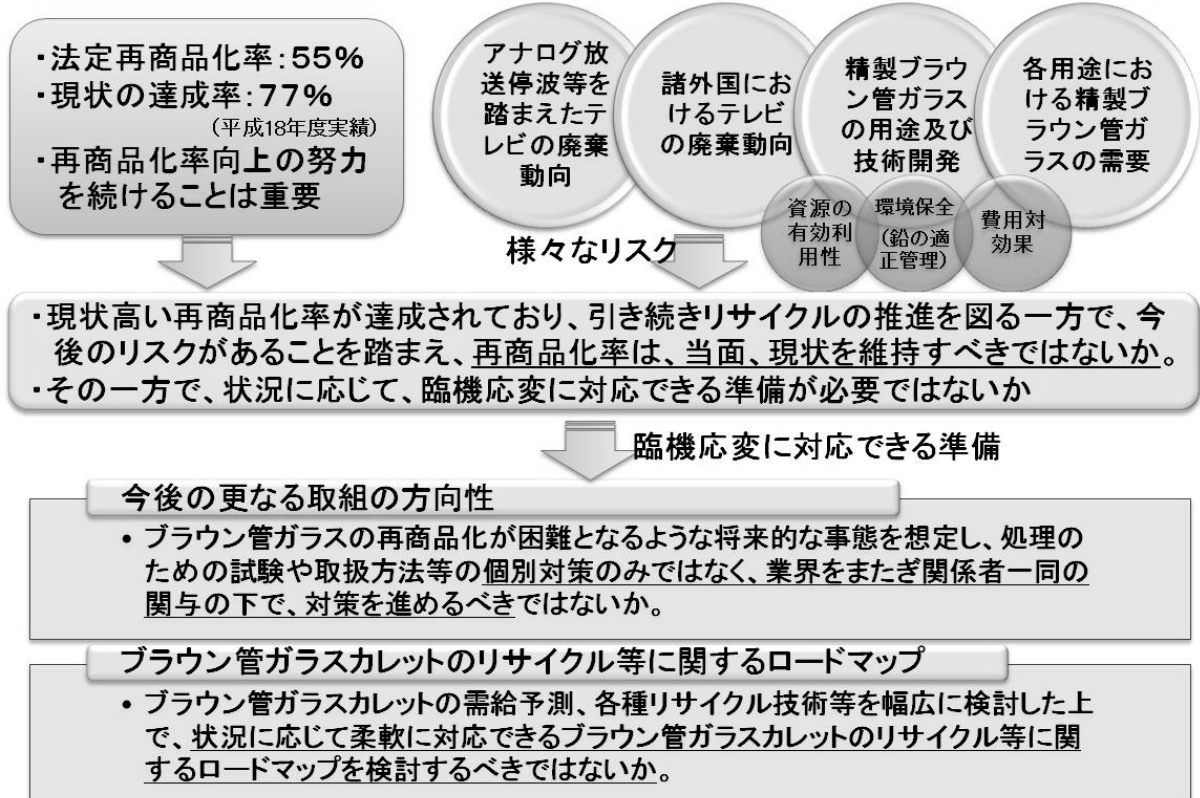 ・法定再商品化率：５５％
・現状の達成率：７７％
(平成18年度実績)
・再商品化率向上の努力
を続けることは重要
アナログ放
送停波等を
踏まえたテ
レビの廃棄
動向
諸外国にお
けるテレビ
の廃棄動向
精製ブラウ
ン管ガラス
の用途及び
技術開発
各用途にお
ける精製ブ
ラウン管ガ
ラスの需要
資源の
有効利
用性
環境保全
(鉛の適
正管理)
費用対
効果
様々なリスク
・現状高い再商品化率が達成されており、引き続きリサイクルの推進を図る一方で、今
後のリスクがあることを踏まえ、再商品化率は、当面、現状を維持すべきではないか。
・その一方で、状況に応じて、臨機応変に対応できる準備が必要ではないか
臨機応変に対応できる準備
今後の更なる取組の方向性
• ブラウン管ガラスの再商品化が困難となるような将来的な事態を想定し、処理の
ための試験や取扱方法等の個別対策のみではなく、業界をまたぎ関係者一同の
関与の下で、対策を進めるべきではないか。
ブラウン管ガラスカレットのリサイクル等に関するロードマップ
• ブラウン管ガラスカレットの需給予測、各種リサイクル技術等を幅広に検討した上
で、状況に応じて柔軟に対応できるブラウン管ガラスカレットのリサイクル等に関
するロードマップを検討するべきではないか。